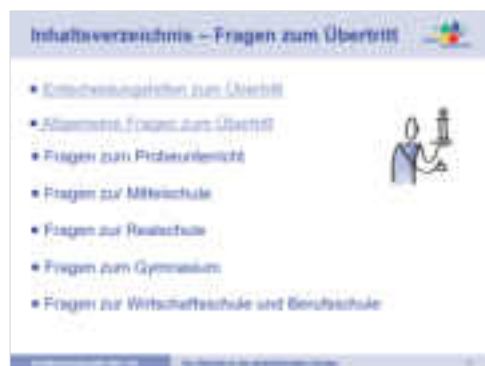 Inhaltsverzeichnis – Fragen zum Übertritt
• Entscheidungshilfen zum Übertritt
• Allgemeine Fragen zum Übertritt
• Fragen zum Probeunterricht
• Fragen zur Mittelschule
• Fragen zur Realschule
• Fragen zum Gymnasium
• Fragen zur Wirtschaftsschule und Berufsschule